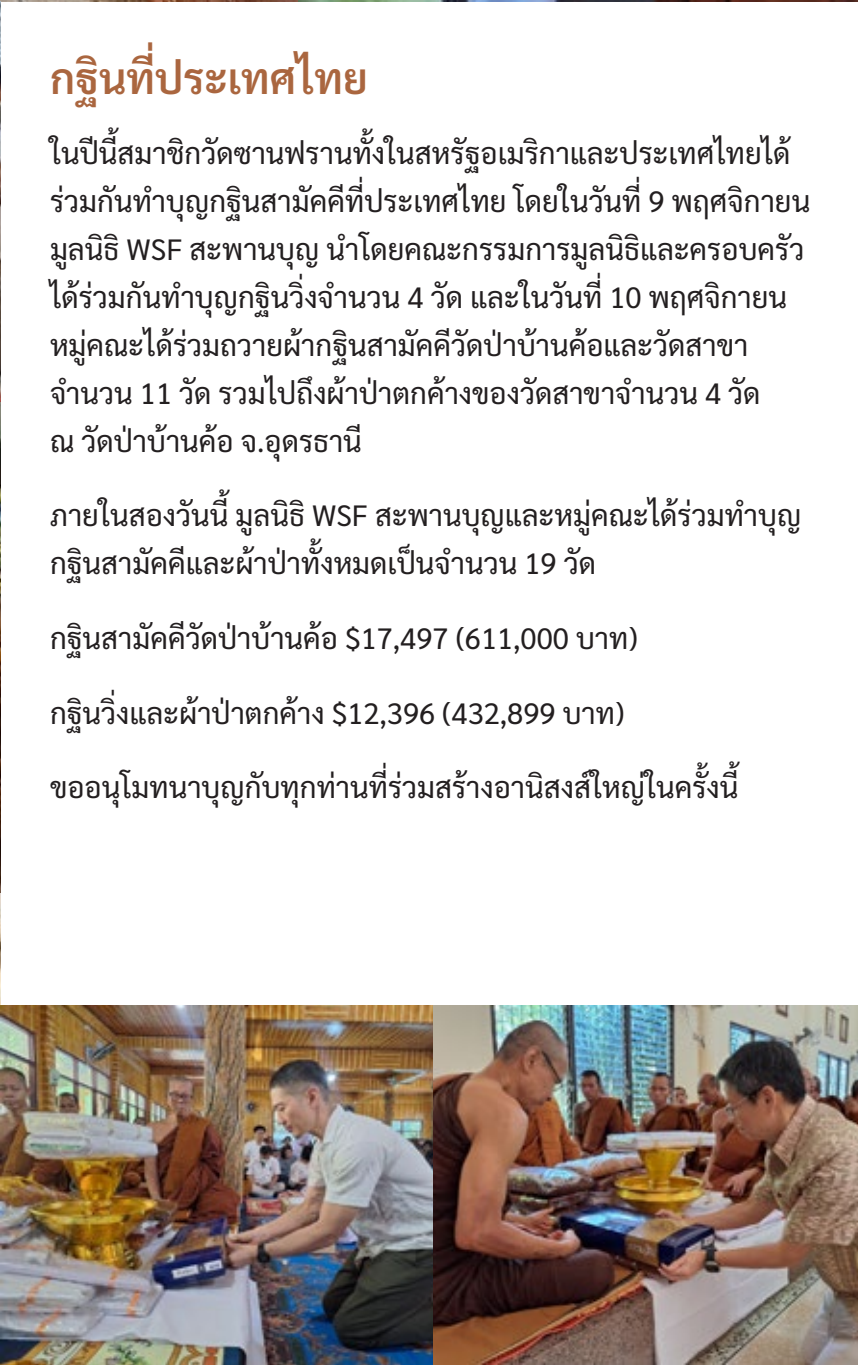 กฐินที่ประเทศไทย
ในปีนี้สมาชิกวัดซานฟรานทั้งในสหรัฐอเมริกาและประเทศไทยได้
ร่วมกันทำบุญกฐินสามัคคีที่ประเทศไทย โดยในวันที่ 9 พฤศจิกายน
มูลนิธิ WSF สะพานบุญ นำโดยคณะกรรมการมูลนิธิและครอบครัว
ได้ร่วมกันทำบุญกฐินวิ่งจำนวน 4 วัด และในวันที่ 10 พฤศจิกายน
หมู่คณะได้ร่วมถวายผ้ากฐินสามัคคีวัดป่าบ้านค้อและวัดสาขา
จำนวน 11 วัด รวมไปถึงผ้าป่าตกค้างของวัดสาขาจำนวน 4 วัด
ณ วัดป่าบ้านค้อ จ.อุดรธานี
ภายในสองวันนี้ มูลนิธิ WSF สะพานบุญและหมู่คณะได้ร่วมทำบุญ
กฐินสามัคคีและผ้าป่าทั้งหมดเป็นจำนวน 19 วัด
กฐินสามัคคีวัดป่าบ้านค้อ $17,497 (611,000 บาท)
กฐินวิ่งและผ้าป่าตกค้าง $12,396 (432,899 บาท)
ขออนุโมทนาบุญกับทุกท่านที่ร่วมสร้างอานิสงส์ใหญ่ในครั้งนี้